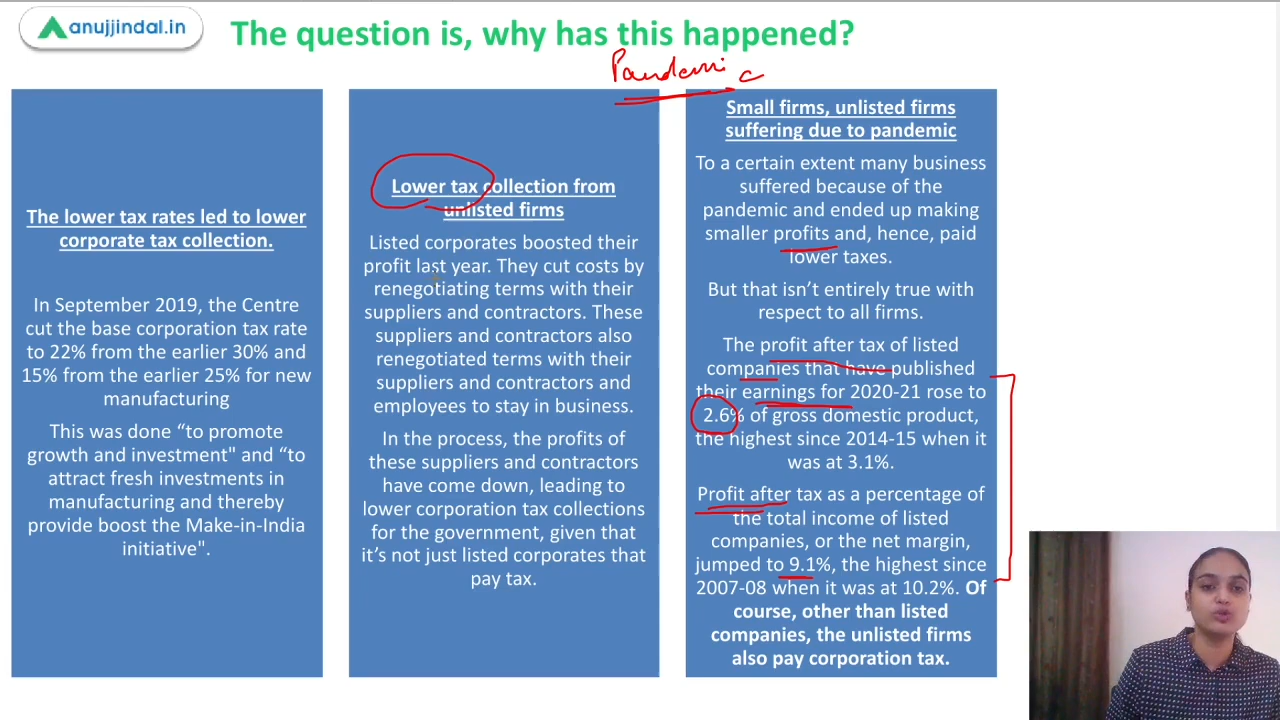 anujjindal.in
The question is, why has this happened?
Pandemic
The lower tax rates led to lower
corporate tax collection.
In September 2019, the Centre
cut the base corporation tax rate
to 22% from the earlier 30% and
15% from the earlier 25% for new
manufacturing
This was done “to promote
growth and investment" and “to
attract fresh investments in
manufacturing and thereby
provide boost the Make-in-India
initiative".
Lower tax collection from
unlisted firms
Listed corporates boosted their
profit last year. They cut costs by
renegotiating terms with their
suppliers and contractors. These
suppliers and contractors also
renegotiated terms with their
suppliers and contractors and
employees to stay in business.
In the process, the profits of
these suppliers and contractors
have come down, leading to
lower corporation tax collections
for the government, given that
it’s not just listed corporates that
pay tax.
Small firms, unlisted firms
suffering due to pandemic
To a certain extent many business
suffered because of the
pandemic and ended up making
smaller profits and, hence, paid
lower taxes.
But that isn’t entirely true with
respect to all firms.
The profit after tax of listed
companies that have published
their earnings for 2020-21 rose to
2.6% of gross domestic product,
the highest since 2014-15 when it
was at 3.1%.
Profit after tax as a percentage of
the total income of listed
companies, or the net margin,
jumped to 9.1%, the highest since
2007-08 when it was at 10.2%. Of
course, other than listed
companies, the unlisted firms
also pay corporation tax.